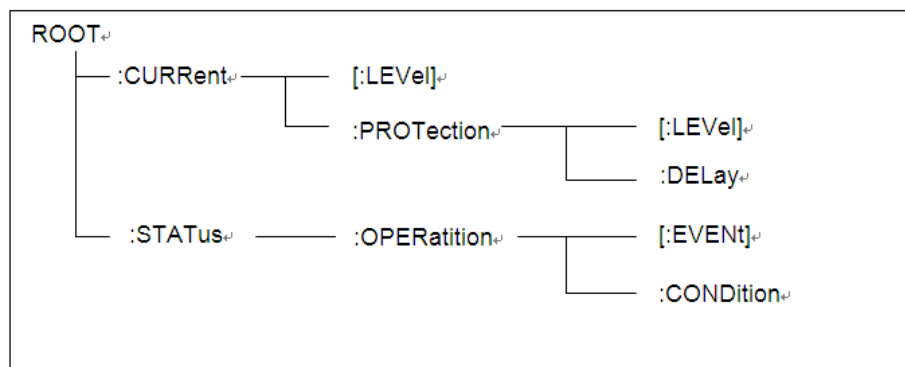 ROOT↵
:CURRent↵ [:LEVel]↵
:PROTection↵ [:LEVel]↵
:DELay↵
:STATus↵ :OPERatition↵ [:EVENt]↵
:CONDition↵